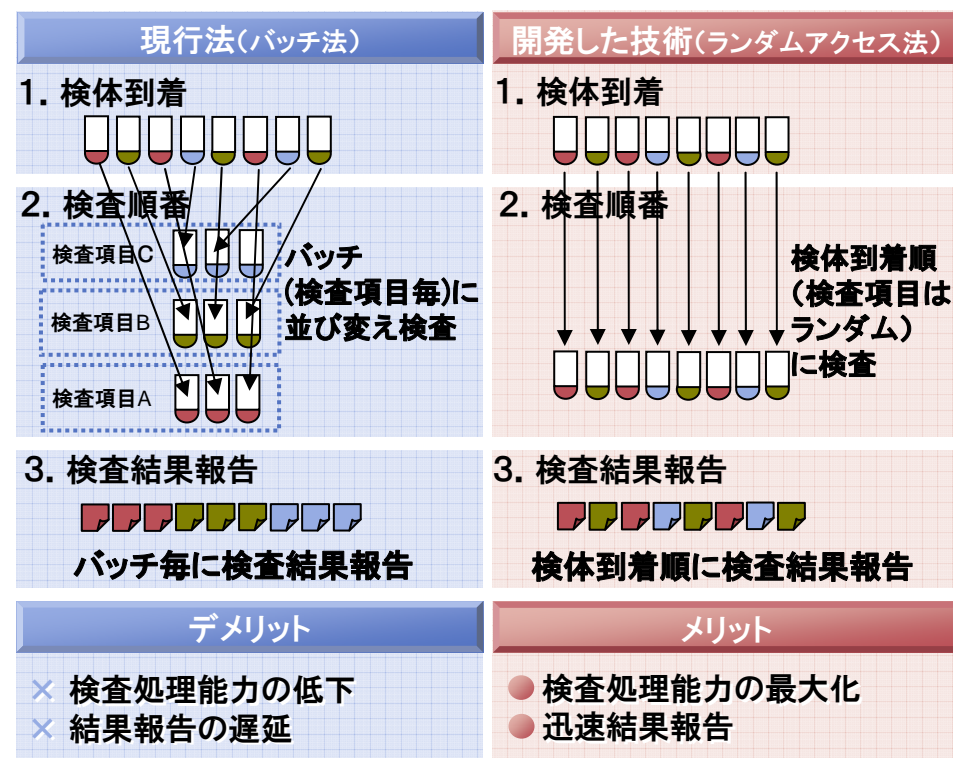 現行法(バッチ法)
1. 検体到着
2. 検査順番
検査項目C
検査項目B
検査項目A
バッチ
(検査項目毎)に
並び変え検査
3. 検査結果報告
バッチ毎に検査結果報告
デメリット
× 検査処理能力の低下
× 結果報告の遅延
開発した技術(ランダムアクセス法)
1. 検体到着
2. 検査順番
検体到着順
(検査項目は
ランダム)
に検査
3. 検査結果報告
検体到着順に検査結果報告
メリット
●検査処理能力の最大化
●迅速結果報告